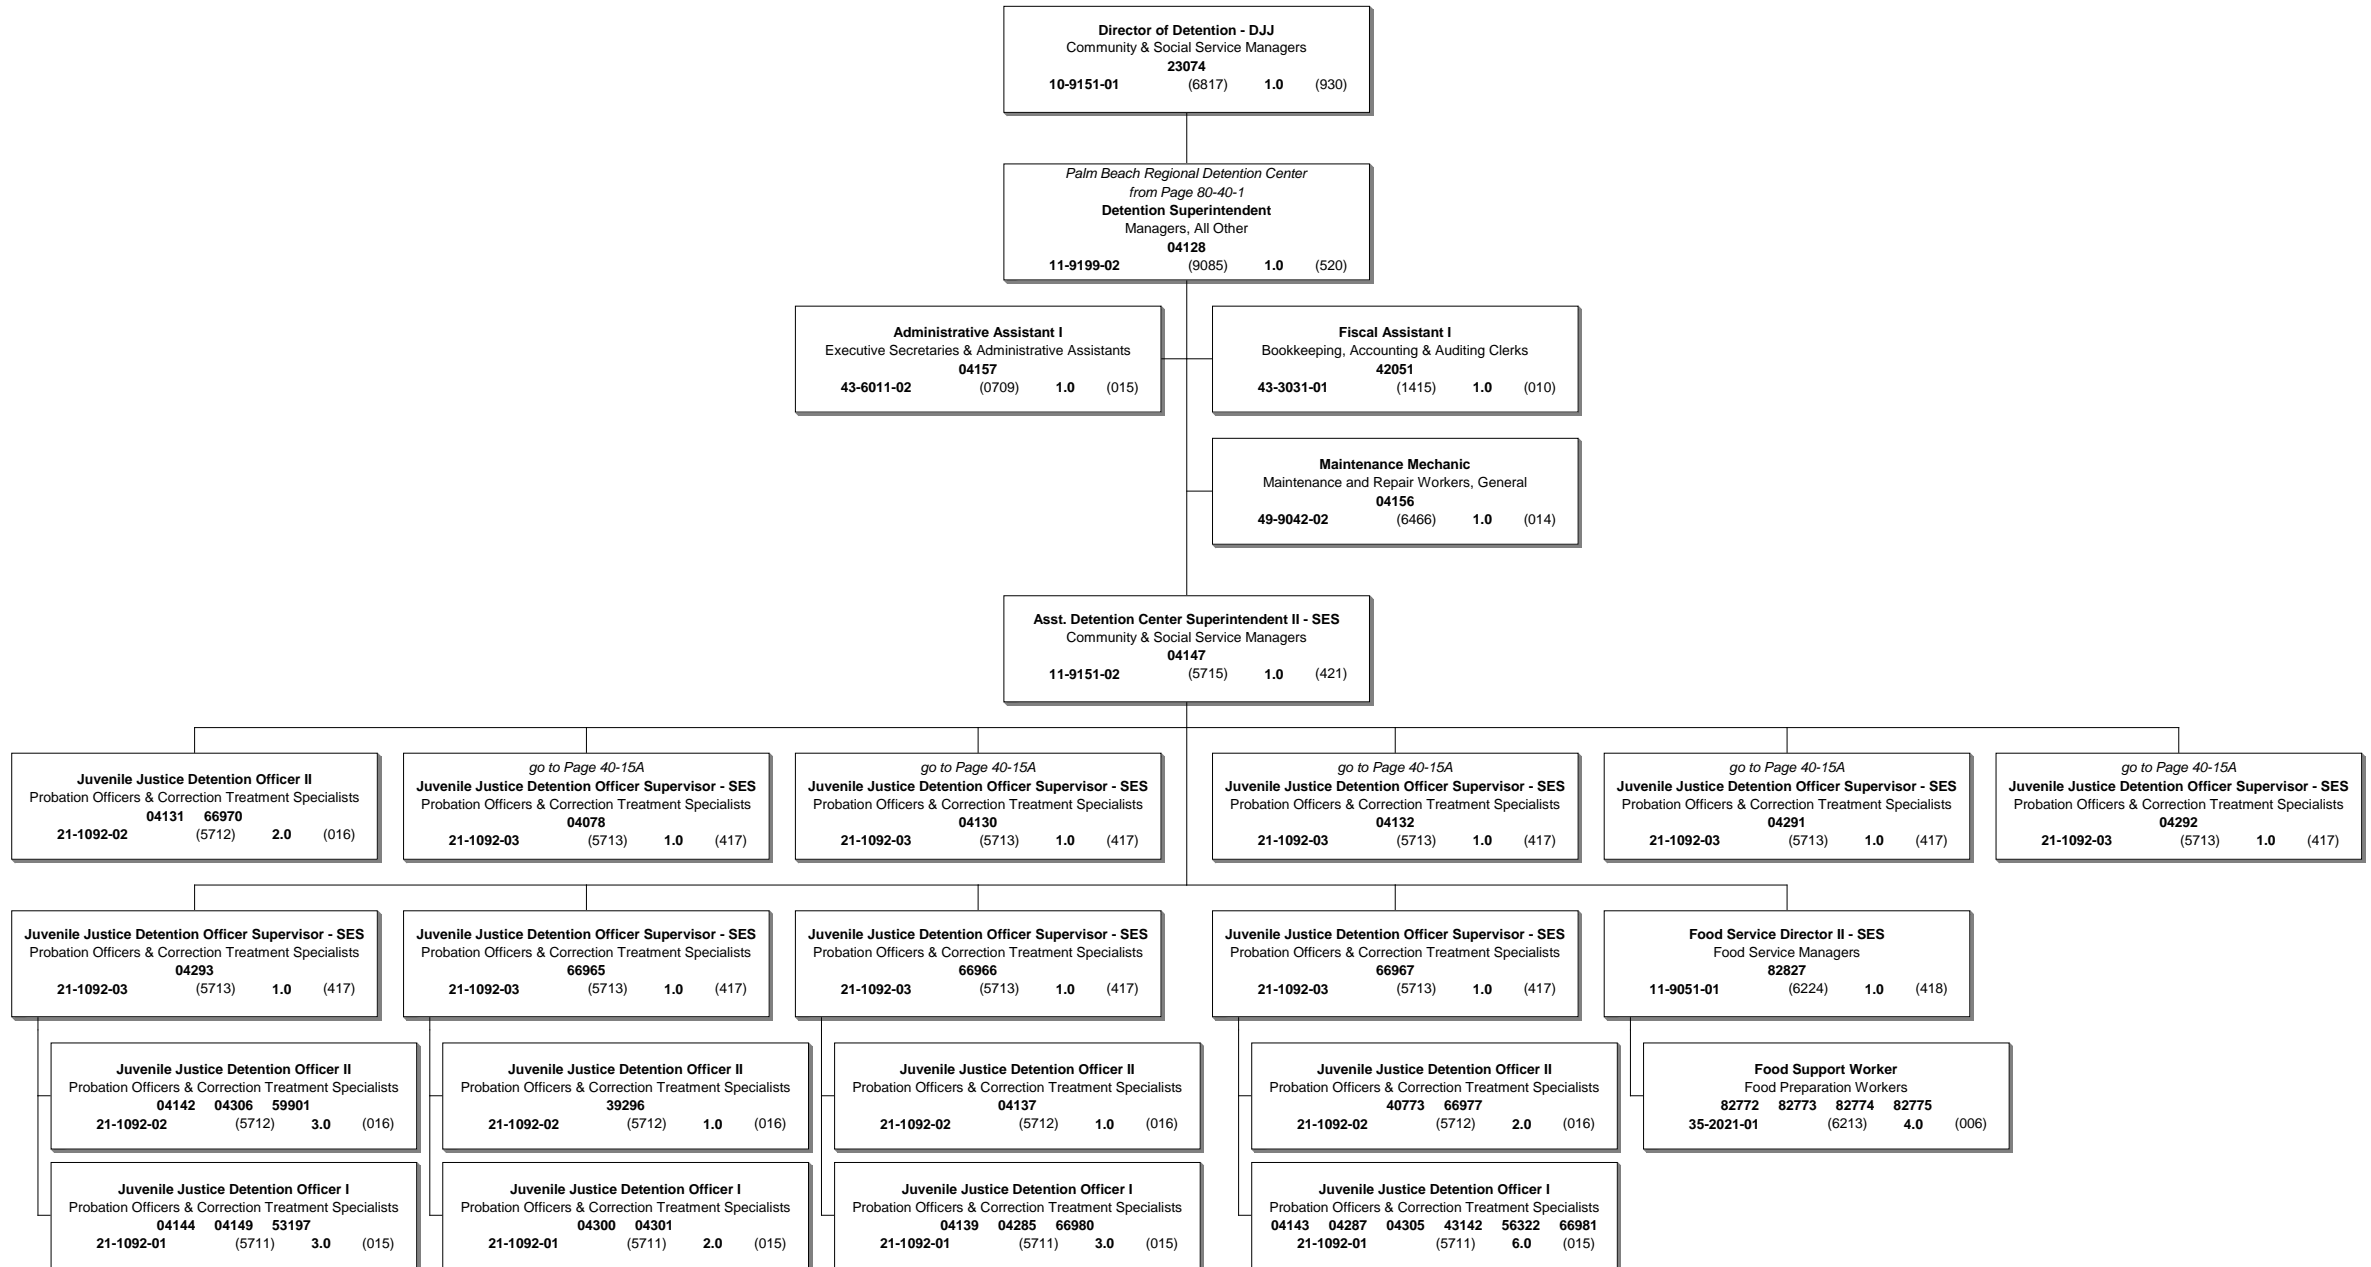 Director of Detention - DJJ
Community & Social Service Managers
23074
10-9151-01 (6817) 1.0 (930)
Palm Beach Regional Detention Center
from Page 80-40-1
Detention Superintendent
Managers, All Other
04128
11-9199-02 (9085) 1.0 (520)
Administrative Assistant I
Executive Secretaries & Administrative Assistants
04157
43-6011-02 (0709) 1.0 (015)
Fiscal Assistant I
Bookkeeping, Accounting & Auditing Clerks
42051
43-3031-01 (1415) 1.0 (010)
Maintenance Mechanic
Maintenance and Repair Workers, General
04156
49-9042-02 (6466) 1.0 (014)
Asst. Detention Center Superintendent II - SES
Community & Social Service Managers
04147
11-9151-02 (5715) 1.0 (421)
Juvenile Justice Detention Officer II
Probation Officers & Correction Treatment Specialists
04131 66970
21-1092-02 (5712) 2.0 (016)
go to Page 40-15A
Juvenile Justice Detention Officer Supervisor - SES
Probation Officers & Correction Treatment Specialists
04078
21-1092-03 (5713) 1.0 (417)
go to Page 40-15A
Juvenile Justice Detention Officer Supervisor - SES
Probation Officers & Correction Treatment Specialists
04130
21-1092-03 (5713) 1.0 (417)
go to Page 40-15A
Juvenile Justice Detention Officer Supervisor - SES
Probation Officers & Correction Treatment Specialists
04132
21-1092-03 (5713) 1.0 (417)
go to Page 40-15A
Juvenile Justice Detention Officer Supervisor - SES
Probation Officers & Correction Treatment Specialists
04291
21-1092-03 (5713) 1.0 (417)
go to Page 40-15A
Juvenile Justice Detention Officer Supervisor - SES
Probation Officers & Correction Treatment Specialists
04292
21-1092-03 (5713) 1.0 (417)
Juvenile Justice Detention Officer Supervisor - SES
Probation Officers & Correction Treatment Specialists
04293
21-1092-03 (5713) 1.0 (417)
Juvenile Justice Detention Officer Supervisor - SES
Probation Officers & Correction Treatment Specialists
66965
21-1092-03 (5713) 1.0 (417)
Juvenile Justice Detention Officer Supervisor - SES
Probation Officers & Correction Treatment Specialists
66966
21-1092-03 (5713) 1.0 (417)
Juvenile Justice Detention Officer Supervisor - SES
Probation Officers & Correction Treatment Specialists
66967
21-1092-03 (5713) 1.0 (417)
Food Service Director II - SES
Food Service Managers
82827
11-9051-01 (6224) 1.0 (418)
Juvenile Justice Detention Officer II
Probation Officers & Correction Treatment Specialists
04142 04306 59901
21-1092-02 (5712) 3.0 (016)
Juvenile Justice Detention Officer II
Probation Officers & Correction Treatment Specialists
39296
21-1092-02 (5712) 1.0 (016)
Juvenile Justice Detention Officer II
Probation Officers & Correction Treatment Specialists
04137
21-1092-02 (5712) 1.0 (016)
Juvenile Justice Detention Officer II
Probation Officers & Correction Treatment Specialists
40773 66977
21-1092-02 (5712) 2.0 (016)
Food Support Worker
Food Preparation Workers
82772 82773 82774 82775
35-2021-01 (6213) 4.0 (006)
Juvenile Justice Detention Officer I
Probation Officers & Correction Treatment Specialists
04144 04149 53197
21-1092-01 (5711) 3.0 (015)
Juvenile Justice Detention Officer I
Probation Officers & Correction Treatment Specialists
04300 04301
21-1092-01 (5711) 2.0 (015)
Juvenile Justice Detention Officer I
Probation Officers & Correction Treatment Specialists
04139 04285 66980
21-1092-01 (5711) 3.0 (015)
Juvenile Justice Detention Officer I
Probation Officers & Correction Treatment Specialists
04143 04287 04305 43142 56322 66981
21-1092-01 (5711) 6.0 (015)